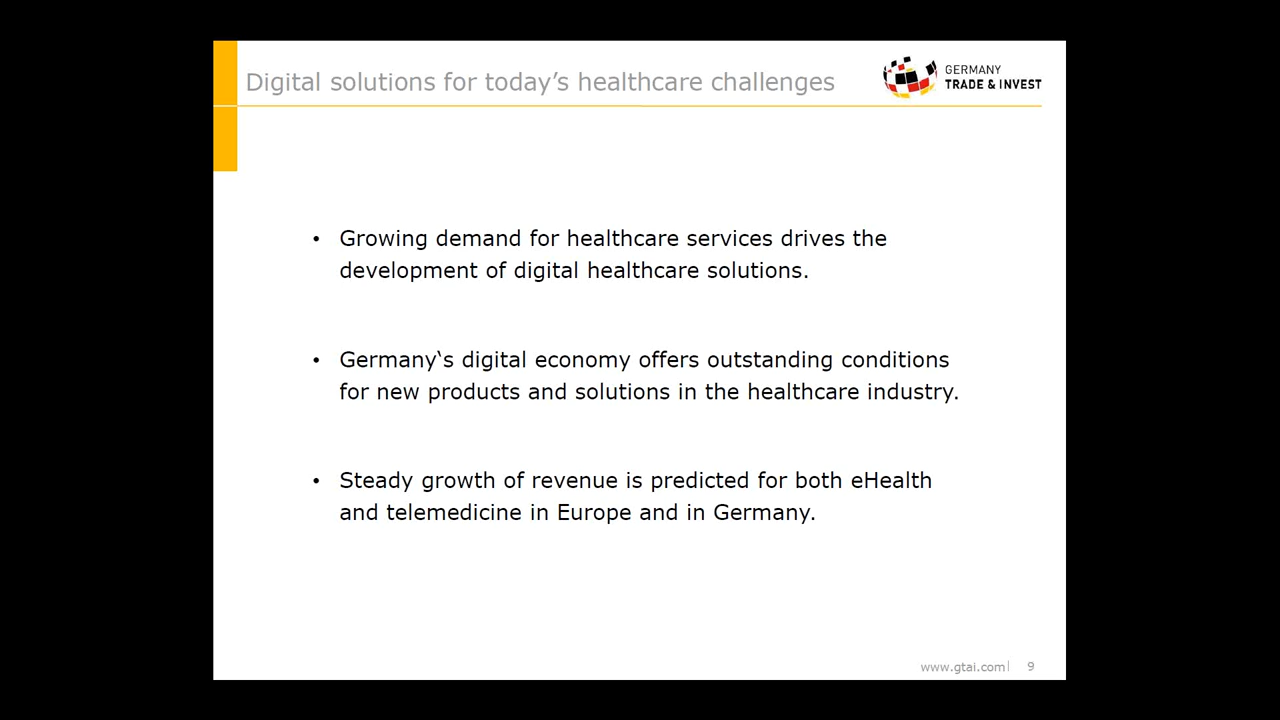 Digital solutions for today’s healthcare challenges
GERMANY
TRADE & INVEST
• Growing demand for healthcare services drives the
development of digital healthcare solutions.
• Germany‘s digital economy offers outstanding conditions
for new products and solutions in the healthcare industry.
• Steady growth of revenue is predicted for both eHealth
and telemedicine in Europe and in Germany.
www.gtai.com| 9